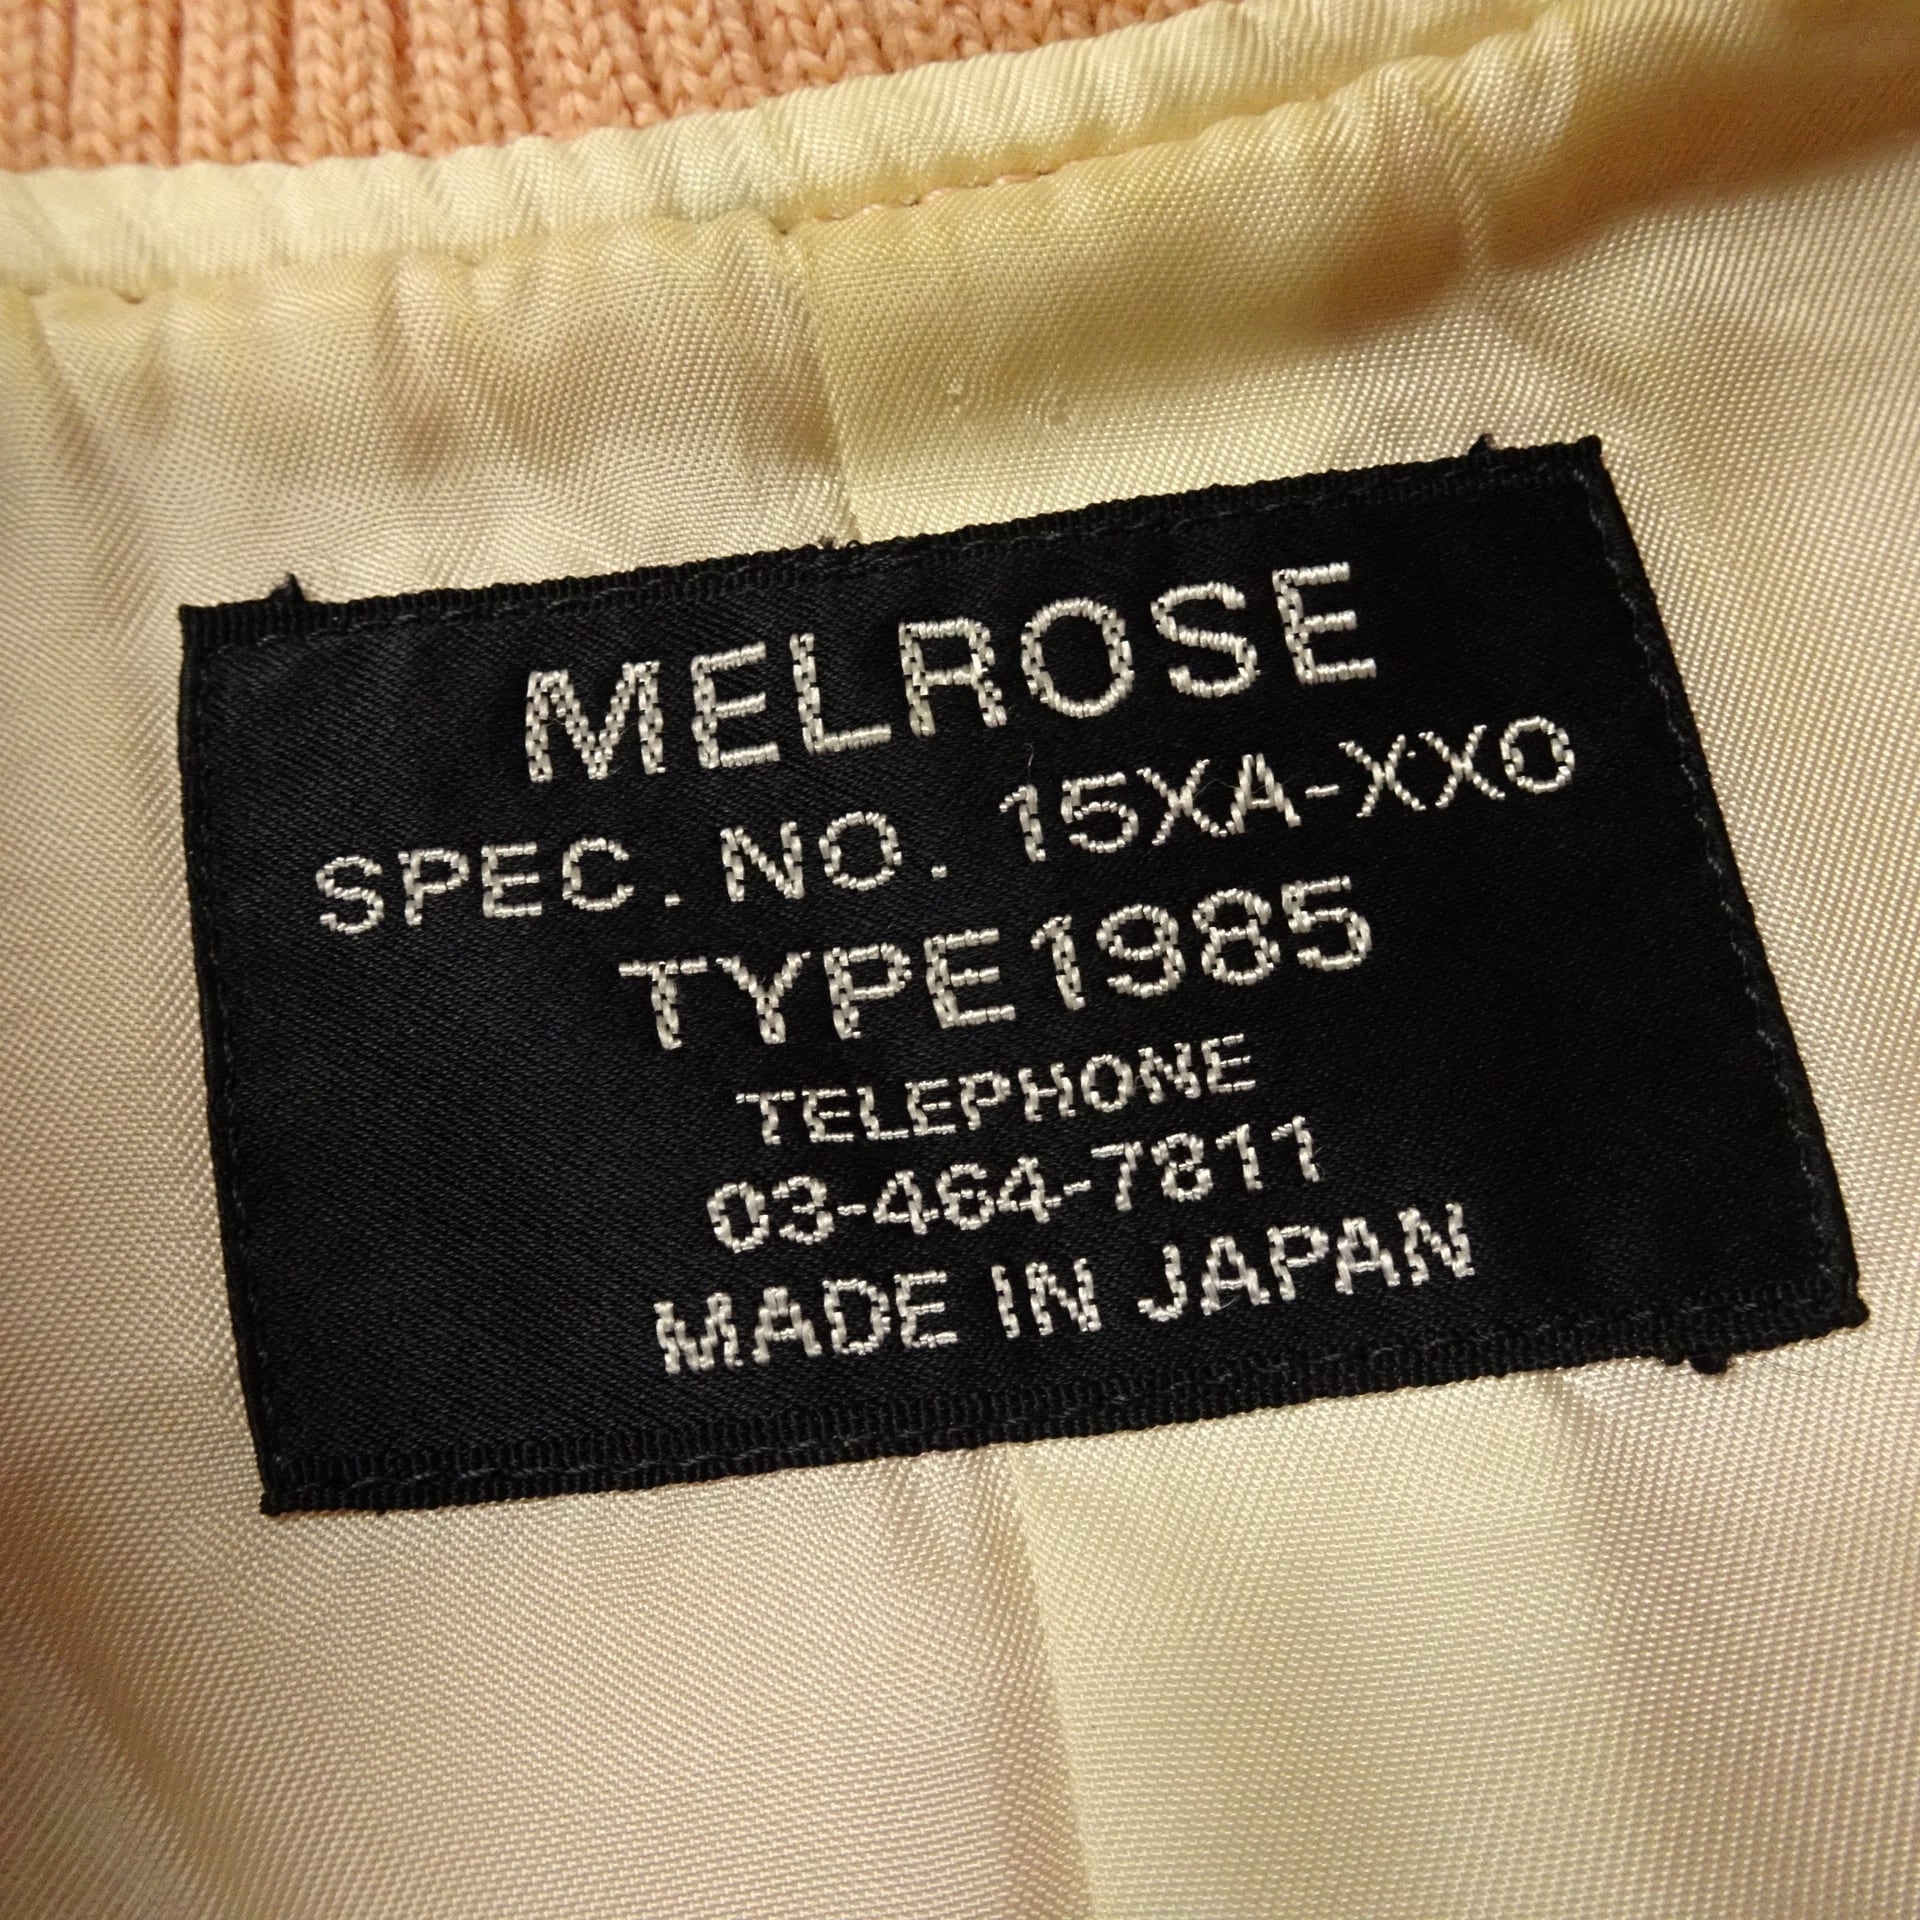 MELROSE
SPEC. NO. 15XA-XXO
TYPE1985
TELEPHONE
03-464-7811
MADE IN JAPAN